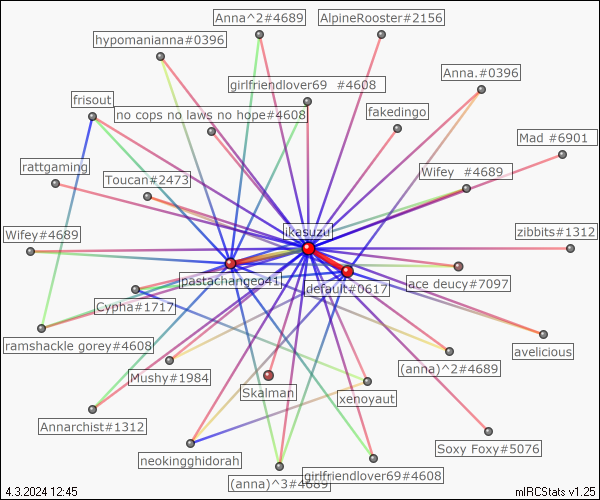 Anna^2#4689
AlpineRooster#2156
hypomanianna#0396
Anna.#0396
girlfriendlover69 #4608
frisout
no cops no laws no hope#4608
fakedingo
Mad #6901
rattgaming
Toucan#2473
Wifey #4689
ikasuzu
zibbits#1312
Wifey#4689
pastachangeo41
default#0617
ace deucy#7097
Cypha#1717
ramshackle gorey#4608
avelicious
(anna)^2#4689
Mushy#1984
Skalman
xenoyaut
Annarchist#1312
Soxy Foxy#5076
neokingghidorah
(anna)^3#4689
girlfriendlover69#4608
4.3.2024 12:45
mIRCStats v1.25